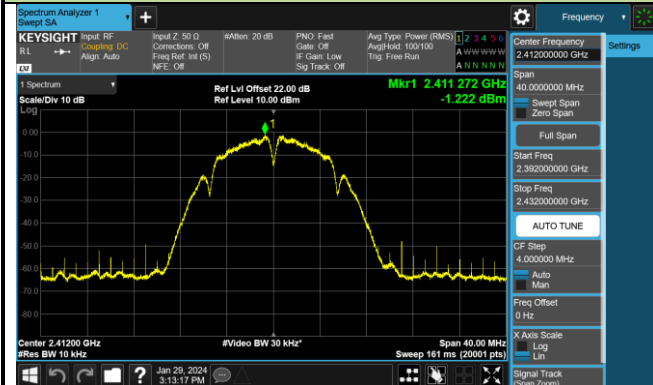 Spectrum Analyzer 1
Swept SA
+
Frequency
KEYSIGHT
RL
Input: RF
Coupling: DC
Align: Auto
Input Z: 50 Ω
Corrections: Off
Freq Ref: Int (S)
NFE: Off
#Atten: 20 dB
PNO: Fast
Gate: Off
IF Gain: Low
Sig Track: Off
Avg Type: Power (RMS)
Avg|Hold: 100/100
Trig: Free Run
1 2 3 4 5 6
A W W W W W
A N N N N N
1 Spectrum
Scale/Div 10 dB
Log
Ref Lvl Offset 22.00 dB
Ref Level 10.00 dBm
Mkr1 2.411 272 GHz
-1.222 dBm
1
0.00
-10.0
-20.0
-30.0
-40.0
-50.0
-60.0
-70.0
-80.0
Center 2.41200 GHz
#Res BW 10 kHz
#Video BW 30 kHz*
Span 40.00 MHz
Sweep 161 ms (20001 pts)
Center Frequency
2.412000000 GHz
Settings
Span
40.0000000 MHz
Swept Span
Zero Span
Full Span
Start Freq
2.392000000 GHz
Stop Freq
2.432000000 GHz
AUTO TUNE
CF Step
4.000000 MHz
Auto
Man
Freq Offset
0 Hz
X Axis Scale
Log
Lin
Signal Track
(Span Zoom)
?
Jan 29, 2024
3:13:17 PM